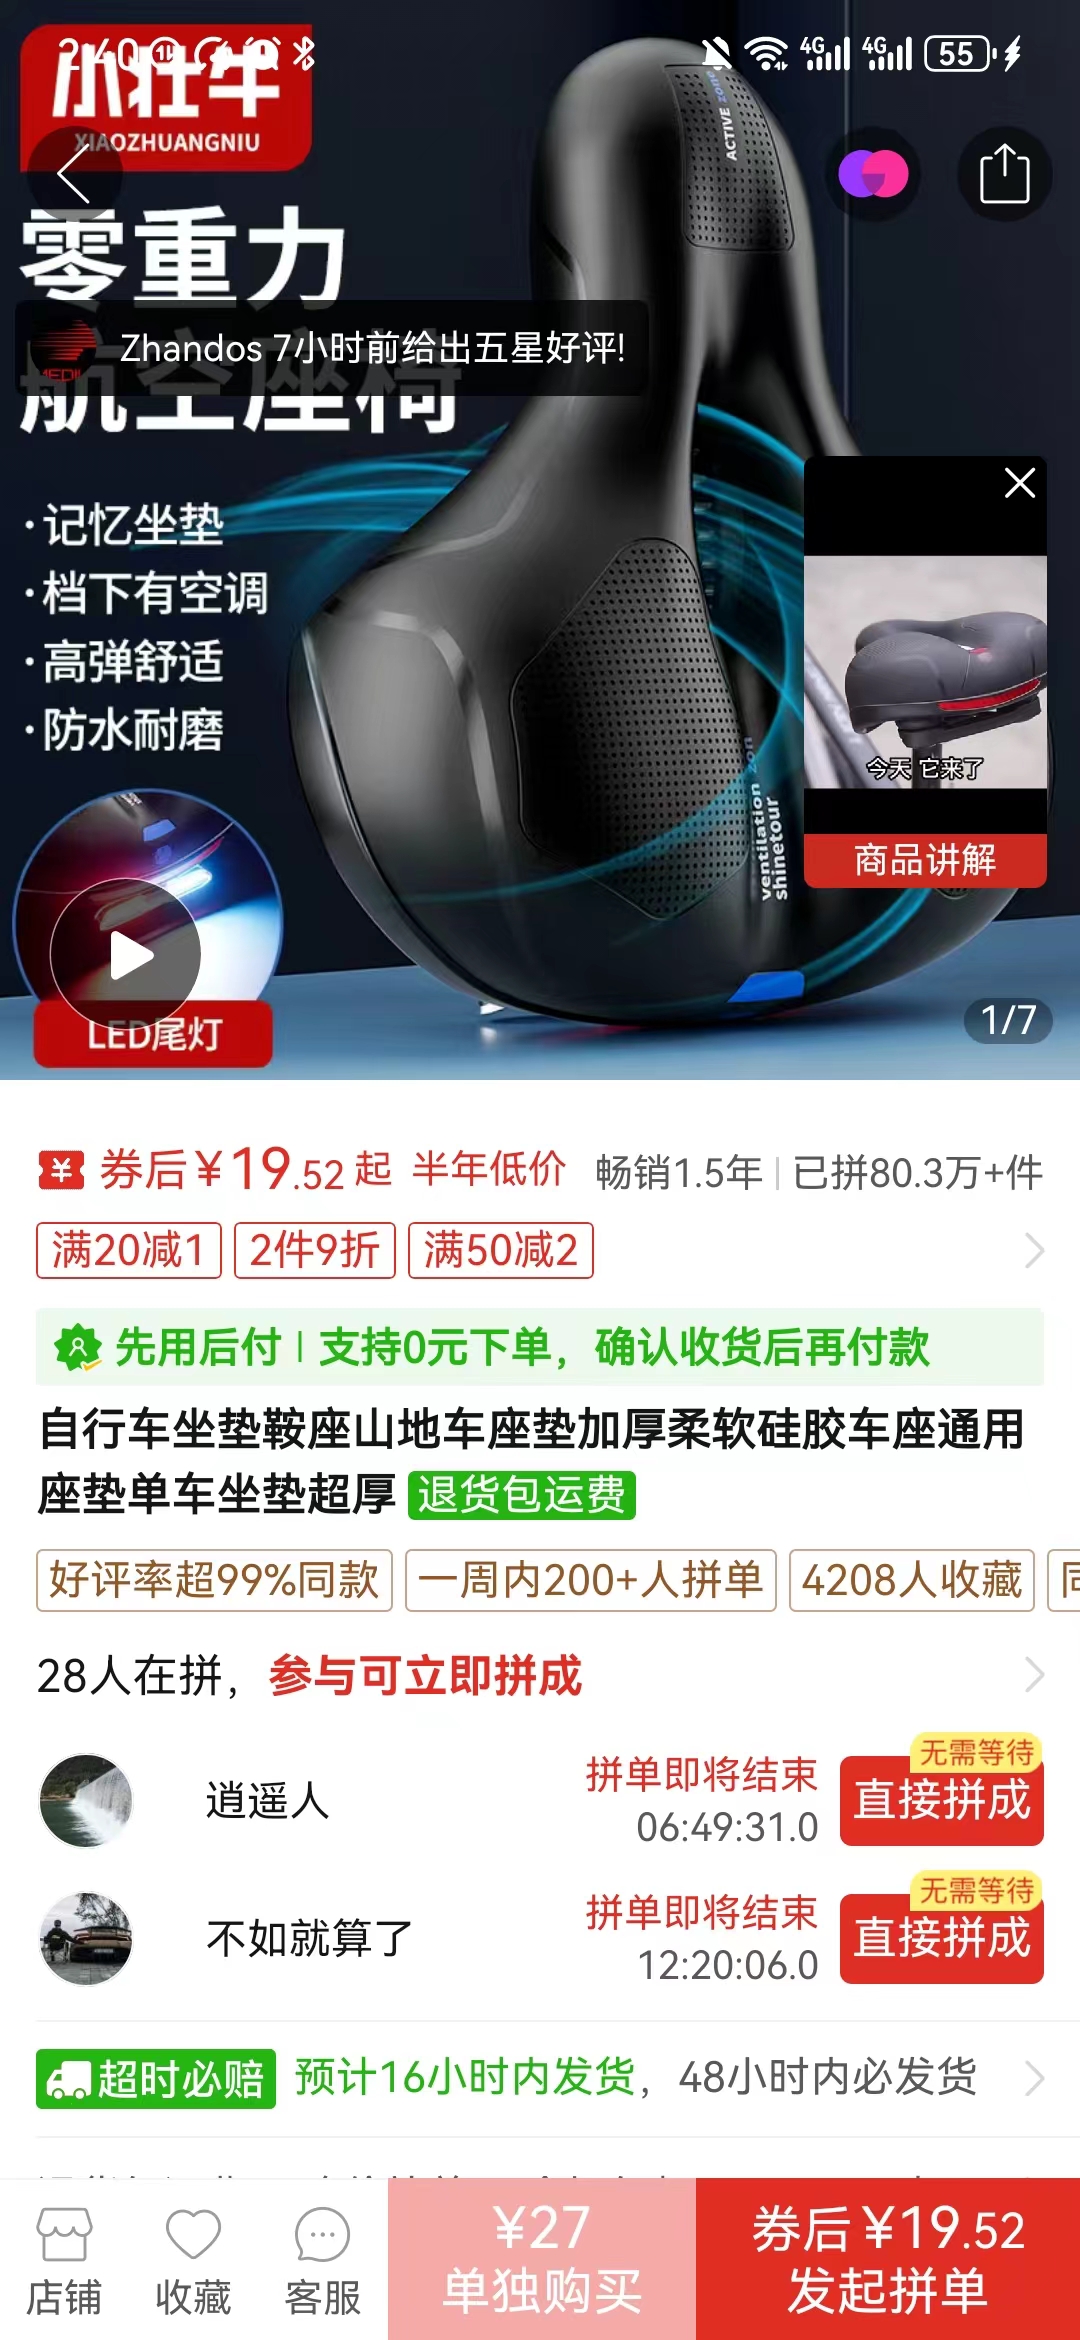 2:40
4G 4G 55
小壮牛
XIAOZHUANGNIU
零重力
Zhandos 7小时前给出五星好评!
航空座椅
·记忆坐垫
·档下有空调
·高弹舒适
·防水耐磨
ACTIVE zone
ventilation zon
shinetour
今天 它来了
商品讲解
LED尾灯
1/7
券后¥19.52起 半年低价 畅销1.5年 | 已拼80.3万+件
满20减1 2件9折 满50减2
先用后付 | 支持0元下单，确认收货后再付款
自行车坐垫鞍座山地车座垫加厚柔软硅胶车座通用
座垫单车坐垫超厚 退货包运费
好评率超99%同款 一周内200+人拼单 4208人收藏
28人在拼，参与可立即拼成
无需等待
逍遥人 拼单即将结束 直接拼成
06:49:31.0
无需等待
不如就算了 拼单即将结束 直接拼成
12:20:06.0
超时必赔 预计16小时内发货，48小时内必发货
¥27 券后¥19.52
店铺 收藏 客服 单独购买 发起拼单